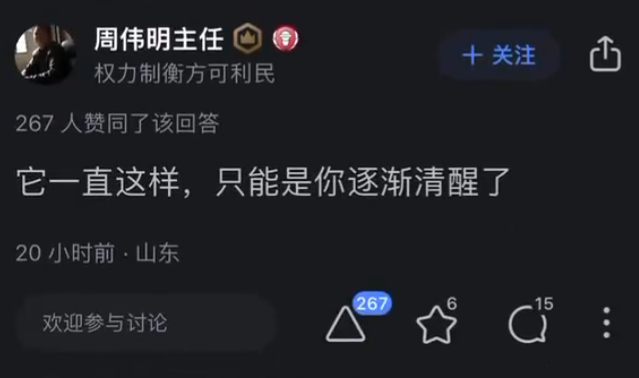 周伟明主任
权力制衡方可利民
+ 关注
267 人赞同了该回答
它一直这样，只能是你逐渐清醒了
20 小时前 · 山东
欢迎参与讨论
267
6
15